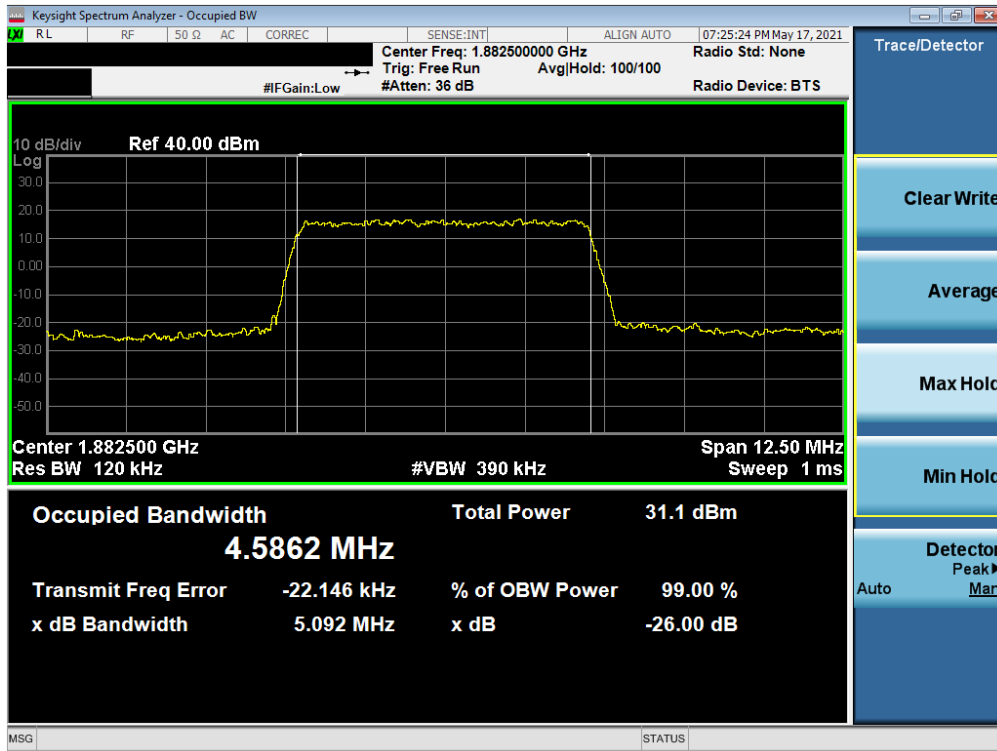 Keysight Spectrum Analyzer - Occupied BW
LXI RL RF 50 Ω AC CORREC SENSE:INT ALIGN AUTO 07:25:24 PM May 17, 2021
Center Freq: 1.882500000 GHz Radio Std: None
Trig: Free Run Avg|Hold: 100/100
#IFGain:Low #Atten: 36 dB Radio Device: BTS
Trace/Detector
10 dB/div Ref 40.00 dBm
Log
30.0
20.0
10.0
0.00
-10.0
-20.0
-30.0
-40.0
-50.0
Center 1.882500 GHz Span 12.50 MHz
Res BW 120 kHz #VBW 390 kHz Sweep 1 ms
Occupied Bandwidth Total Power 31.1 dBm
4.5862 MHz
Transmit Freq Error -22.146 kHz % of OBW Power 99.00 %
x dB Bandwidth 5.092 MHz x dB -26.00 dB
Clear Write
Average
Max Hold
Min Hold
Detector
Peak▶
Auto Man
MSG STATUS